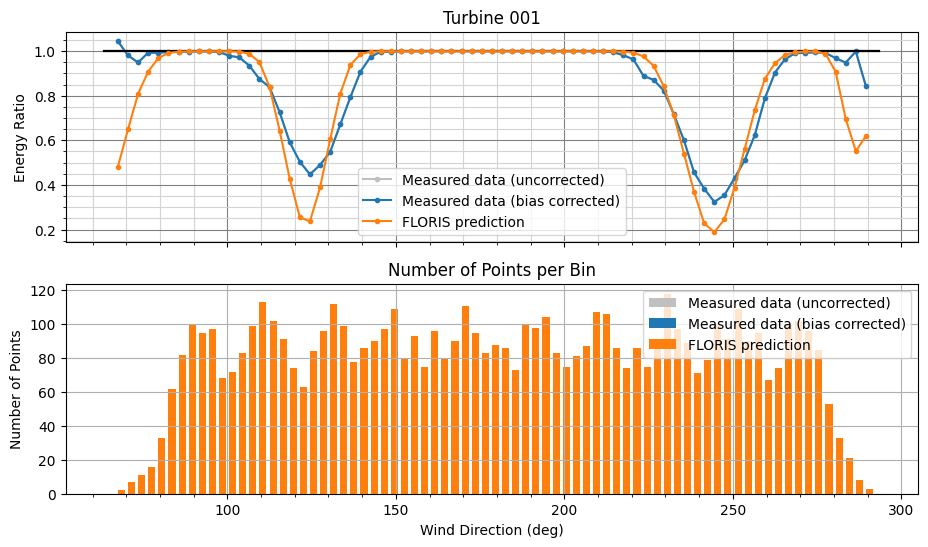 Turbine 001
1.0
0.8
0.6
0.4
0.2
Energy Ratio
Measured data (uncorrected)
Measured data (bias corrected)
FLORIS prediction
Number of Points per Bin
120
100
80
60
40
20
0
Number of Points
Measured data (uncorrected)
Measured data (bias corrected)
FLORIS prediction
100 150 200 250 300
Wind Direction (deg)